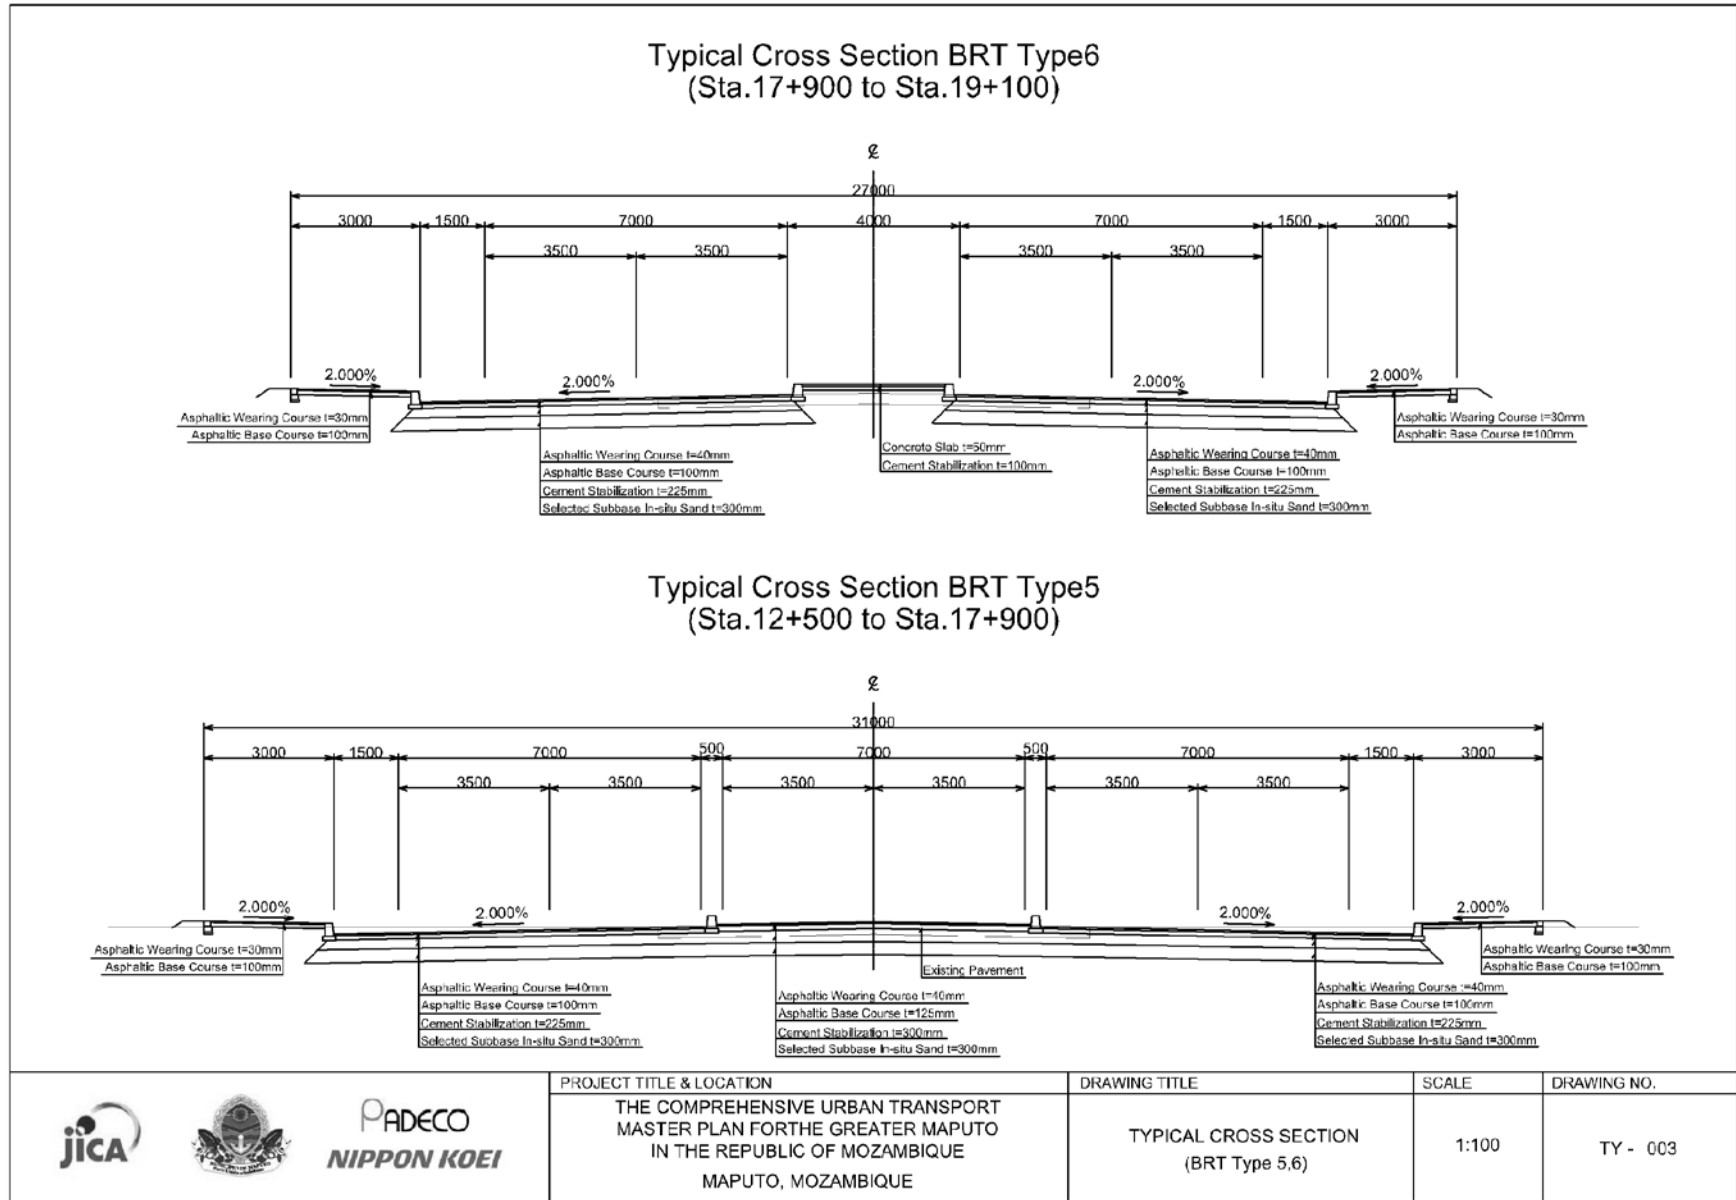 Typical Cross Section BRT Type6
(Sta.17+900 to Sta.19+100)
℄
27000
3000 1500 7000 4000 7000 1500 3000
3500 3500 3500 3500
2.000% 2.000% 2.000% 2.000%
Asphaltic Wearing Course t=30mm
Asphaltic Base Course t=100mm
Asphaltic Wearing Course t=40mm
Asphaltic Base Course t=100mm
Cement Stabilization t=225mm
Selected Subbase In-situ Sand t=300mm
Concrete Slab t=50mm
Cement Stabilization t=100mm
Asphaltic Wearing Course t=40mm
Asphaltic Base Course t=100mm
Cement Stabilization t=225mm
Selected Subbase In-situ Sand t=300mm
Asphaltic Wearing Course t=30mm
Asphaltic Base Course t=100mm
Typical Cross Section BRT Type5
(Sta.12+500 to Sta.17+900)
℄
31000
3000 1500 7000 500 7000 500 7000 1500 3000
3500 3500 3500 3500 3500 3500
2.000% 2.000% 2.000% 2.000%
Asphaltic Wearing Course t=30mm
Asphaltic Base Course t=100mm
Asphaltic Wearing Course t=40mm
Asphaltic Base Course t=100mm
Cement Stabilization t=225mm
Selected Subbase In-situ Sand t=300mm
Existing Pavement
Asphaltic Wearing Course t=40mm
Asphaltic Base Course t=125mm
Cement Stabilization t=300mm
Selected Subbase In-situ Sand t=300mm
Asphaltic Wearing Course t=40mm
Asphaltic Base Course t=100mm
Cement Stabilization t=225mm
Selected Subbase In-situ Sand t=300mm
Asphaltic Wearing Course t=30mm
Asphaltic Base Course t=100mm
jICA
PADECO
NIPPON KOEI
PROJECT TITLE & LOCATION
THE COMPREHENSIVE URBAN TRANSPORT
MASTER PLAN FORTHE GREATER MAPUTO
IN THE REPUBLIC OF MOZAMBIQUE
MAPUTO, MOZAMBIQUE
DRAWING TITLE
TYPICAL CROSS SECTION
(BRT Type 5,6)
SCALE
1:100
DRAWING NO.
TY - 003